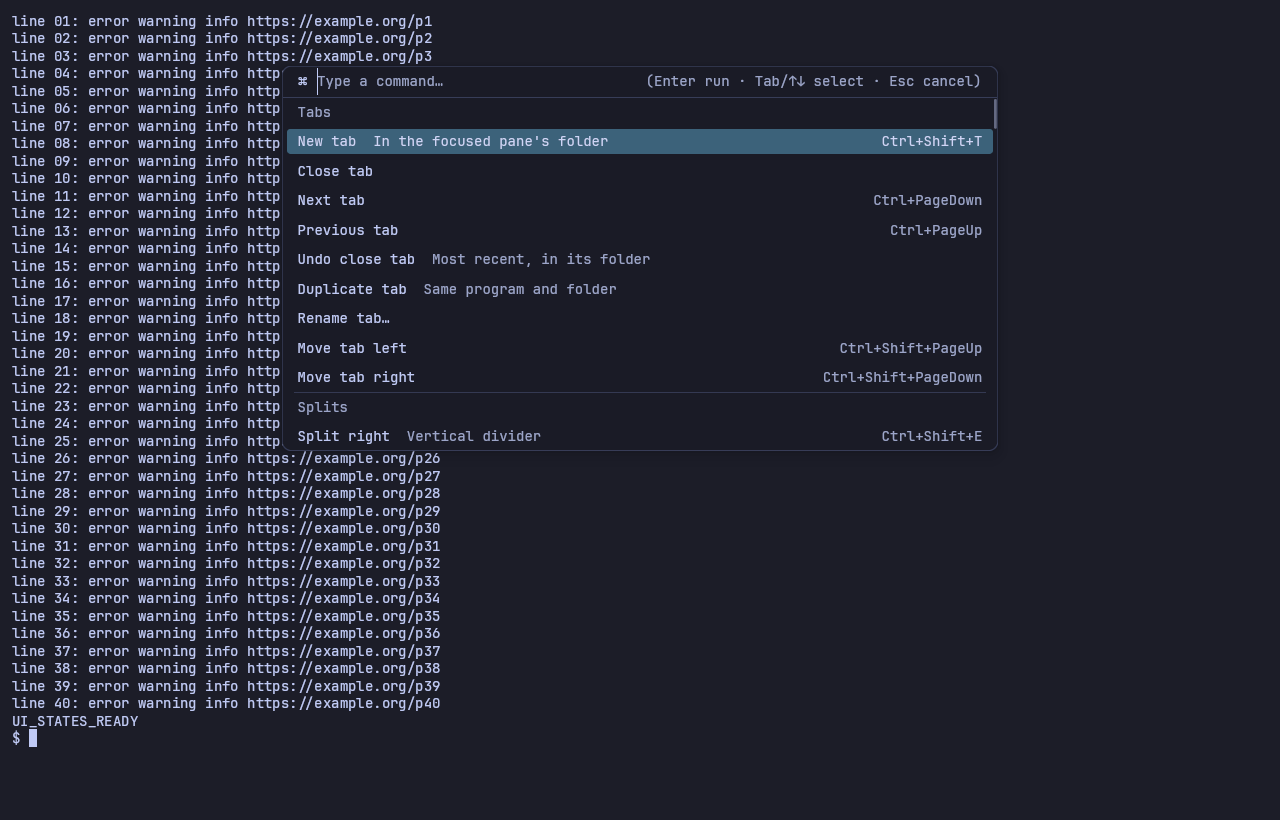 line 01: error warning info https://example.org/p1
line 02: error warning info https://example.org/p2
line 03: error warning info https://example.org/p3
line 04: error warning info http
line 05: error warning info http
line 06: error warning info http
line 07: error warning info http
line 08: error warning info http
line 09: error warning info http
line 10: error warning info http
line 11: error warning info http
line 12: error warning info http
line 13: error warning info http
line 14: error warning info http
line 15: error warning info http
line 16: error warning info http
line 17: error warning info http
line 18: error warning info http
line 19: error warning info http
line 20: error warning info http
line 21: error warning info http
line 22: error warning info http
line 23: error warning info http
line 24: error warning info http
line 25: error warning info http
⌘ Type a command… (Enter run · Tab/↑↓ select · Esc cancel)
Tabs
New tab In the focused pane's folder Ctrl+Shift+T
Close tab
Next tab Ctrl+PageDown
Previous tab Ctrl+PageUp
Undo close tab Most recent, in its folder
Duplicate tab Same program and folder
Rename tab…
Move tab left Ctrl+Shift+PageUp
Move tab right Ctrl+Shift+PageDown
Splits
Split right Vertical divider Ctrl+Shift+E
line 26: error warning info https://example.org/p26
line 27: error warning info https://example.org/p27
line 28: error warning info https://example.org/p28
line 29: error warning info https://example.org/p29
line 30: error warning info https://example.org/p30
line 31: error warning info https://example.org/p31
line 32: error warning info https://example.org/p32
line 33: error warning info https://example.org/p33
line 34: error warning info https://example.org/p34
line 35: error warning info https://example.org/p35
line 36: error warning info https://example.org/p36
line 37: error warning info https://example.org/p37
line 38: error warning info https://example.org/p38
line 39: error warning info https://example.org/p39
line 40: error warning info https://example.org/p40
UI_STATES_READY
$